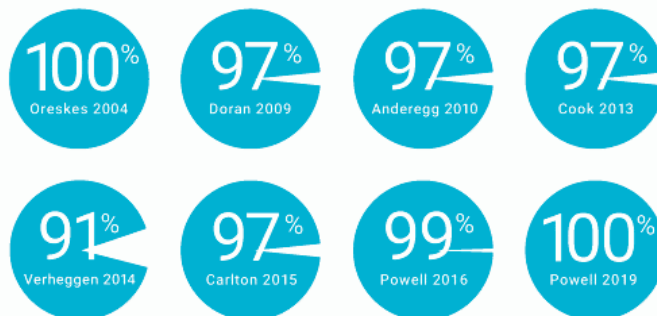 100%
Oreskes 2004
97%
Doran 2009
97%
Anderegg 2010
97%
Cook 2013
91%
Verheggen 2014
97%
Carlton 2015
99%
Powell 2016
100%
Powell 2019